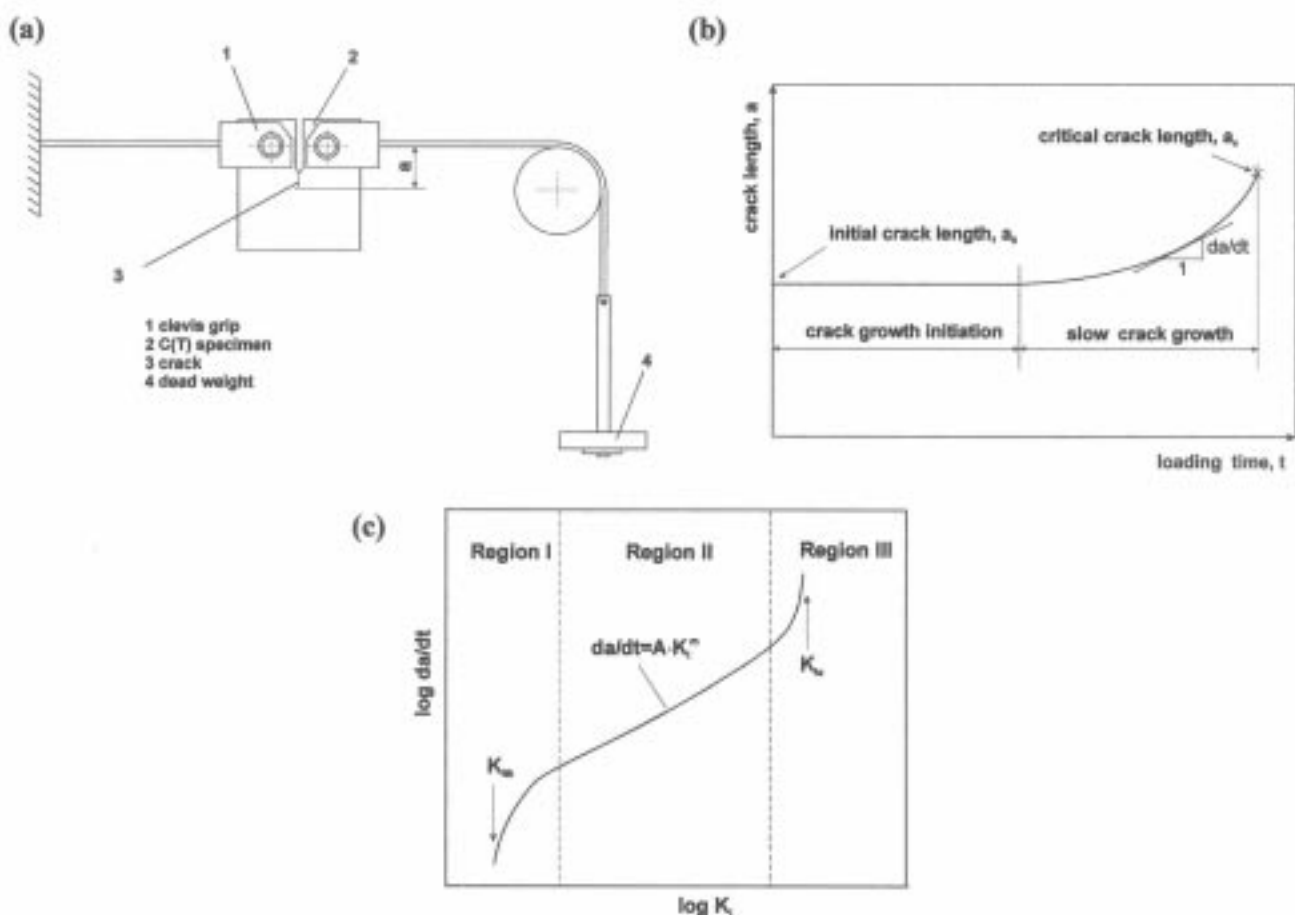 (a)
1
2
a
3
1 clevis grip
2 C(T) specimen
3 crack
4 dead weight
4
(b)
crack length, a
critical crack length, a
initial crack length, a
da/dt
1
crack growth initiation
slow crack growth
loading time, t
(c)
Region I
Region II
Region III
log da/dt
da/dt=A·K
K
K
log K